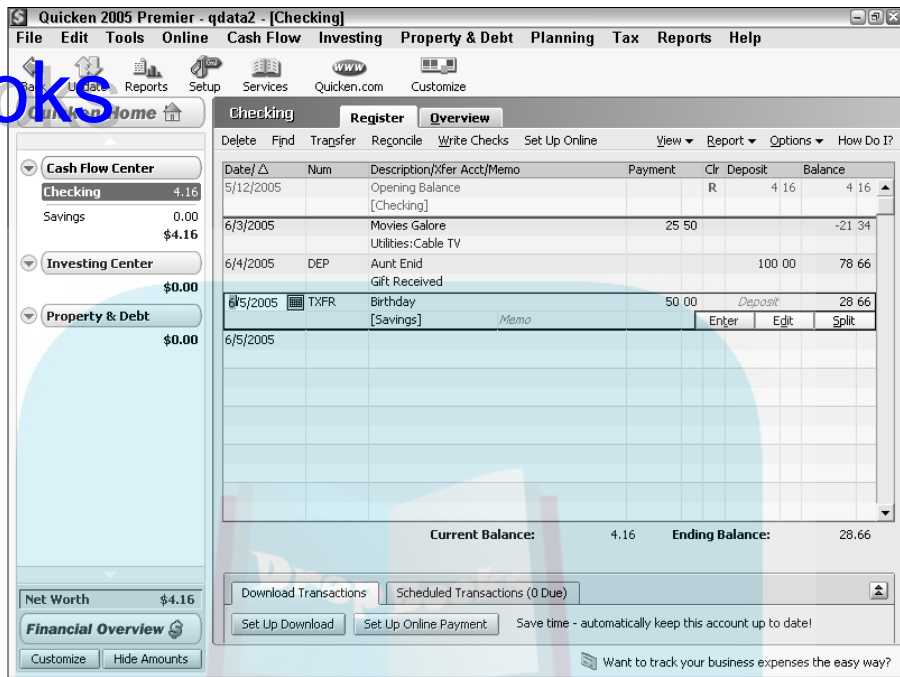 Quicken 2005 Premier - qdata2 - [Checking]
File Edit Tools Online Cash Flow Investing Property & Debt Planning Tax Reports Help
Back Update Reports Setup Services Quicken.com Customize
WWW
oks
Quicken Home
Checking Register Overview
Delete Find Transfer Reconcile Write Checks Set Up Online View Report Options How Do I?
Cash Flow Center
Checking 4.16
Savings 0.00
$4.16
Investing Center
$0.00
Property & Debt
$0.00
Date/ Num Description/Xfer Acct/Memo Payment Clr Deposit Balance
5/12/2005 Opening Balance R 4 16 4 16
[Checking]
6/3/2005 Movies Galore 25 50 -21 34
Utilities:Cable TV
6/4/2005 DEP Aunt Enid 100 00 78 66
Gift Received
6/5/2005 TXFR Birthday 50 00 Deposit 28 66
[Savings] Memo Enter Edit Split
6/5/2005
Current Balance: 4.16 Ending Balance: 28.66
DropBooks
Net Worth $4.16
Financial Overview
Customize Hide Amounts
Download Transactions Scheduled Transactions (0 Due)
Set Up Download Set Up Online Payment Save time - automatically keep this account up to date!
Want to track your business expenses the easy way?